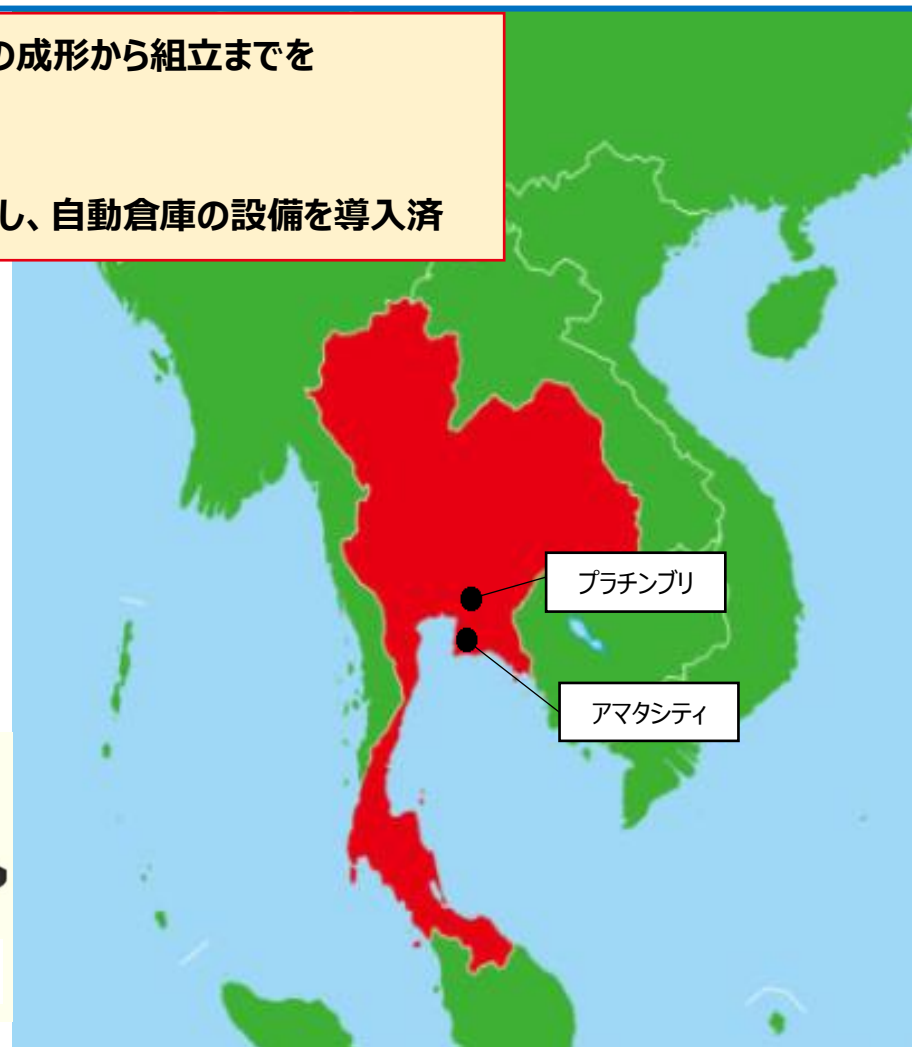 の成形から組立までを
し、自動倉庫の設備を導入済
プラチンブリ
アマタシティ